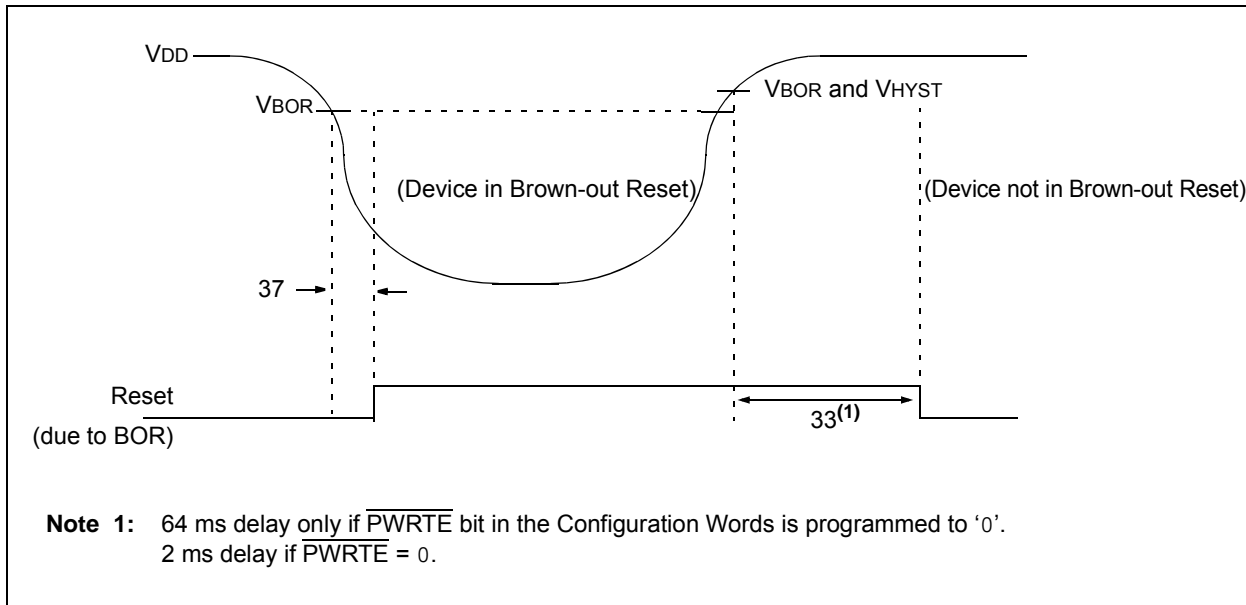 VDD
VBOR and VHYST
VBOR
(Device in Brown-out Reset)
(Device not in Brown-out Reset)
37
Reset
33(1)
(due to BOR)
Note 1: 64 ms delay only if PWRTE bit in the Configuration Words is programmed to ‘0’.
2 ms delay if PWRTE = 0.